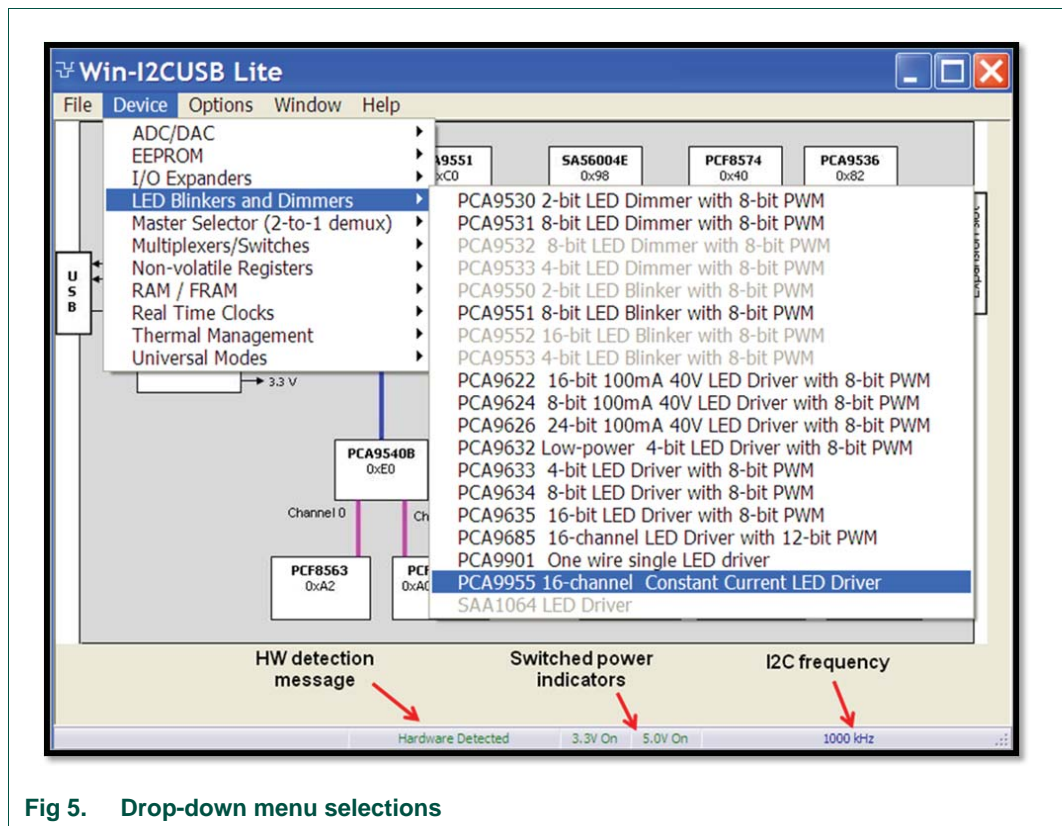 Win-I2CUSB Lite
File Device Options Window Help
ADC/DAC
EEPROM
I/O Expanders
LED Blinkers and Dimmers
Master Selector (2-to-1 demux)
Multiplexers/Switches
Non-volatile Registers
RAM / FRAM
Real Time Clocks
Thermal Management
Universal Modes
SA56004E
0x98
PCF8574
0x40
PCA9536
0x82
USB
PCA9530 2-bit LED Dimmer with 8-bit PWM
PCA9531 8-bit LED Dimmer with 8-bit PWM
PCA9532 8-bit LED Dimmer with 8-bit PWM
PCA9533 4-bit LED Dimmer with 8-bit PWM
PCA9550 2-bit LED Blinker with 8-bit PWM
PCA9551 8-bit LED Blinker with 8-bit PWM
PCA9552 16-bit LED Blinker with 8-bit PWM
PCA9553 4-bit LED Blinker with 8-bit PWM
PCA9622 16-bit 100mA 40V LED Driver with 8-bit PWM
PCA9624 8-bit 100mA 40V LED Driver with 8-bit PWM
PCA9626 24-bit 100mA 40V LED Driver with 8-bit PWM
PCA9632 Low-power 4-bit LED Driver with 8-bit PWM
PCA9633 4-bit LED Driver with 8-bit PWM
PCA9634 8-bit LED Driver with 8-bit PWM
PCA9635 16-bit LED Driver with 8-bit PWM
PCA9685 16-channel LED Driver with 12-bit PWM
PCA9901 One wire single LED driver
PCA9955 16-channel Constant Current LED Driver
SAA1064 LED Driver
3.3 V
PCA9540B
0xE0
Channel 0
Ch
PCF8563
0xA2
PCF
0xA0
HW detection
message
Switched power
indicators
I2C frequency
Hardware Detected 3.3V On 5.0V On 1000 kHz
Fig 5. Drop-down menu selections